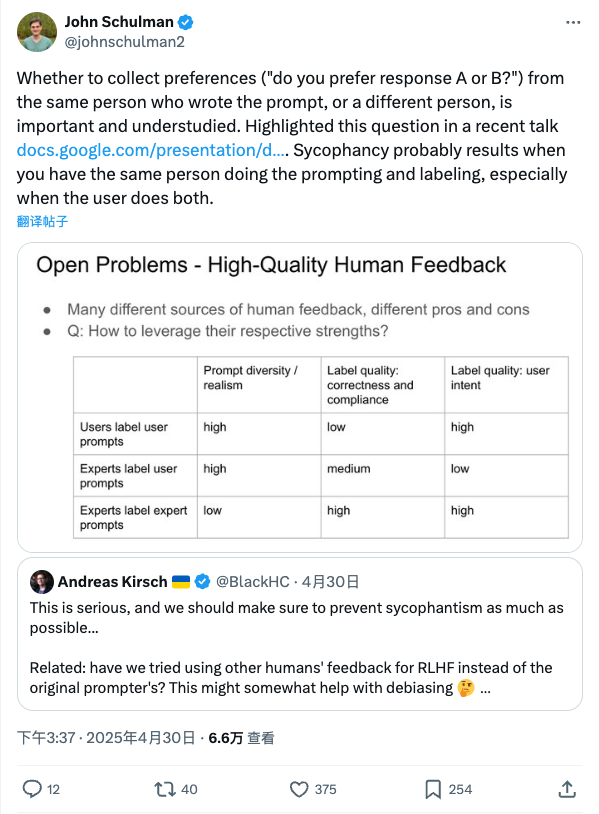 John Schulman
@johnschulman2
Whether to collect preferences ("do you prefer response A or B?") from
the same person who wrote the prompt, or a different person, is
important and understudied. Highlighted this question in a recent talk
docs.google.com/presentation/d.... Sycophancy probably results when
you have the same person doing the prompting and labeling, especially
when the user does both.
翻译帖子
Open Problems - High-Quality Human Feedback
● Many different sources of human feedback, different pros and cons
● Q: How to leverage their respective strengths?
Prompt diversity /
realism
Label quality:
correctness and
compliance
Label quality: user
intent
Users label user
prompts
high
low
high
Experts label user
prompts
high
medium
low
Experts label expert
prompts
low
high
high
Andreas Kirsch 🇺🇦 @BlackHC · 4月30日
This is serious, and we should make sure to prevent sycophantism as much as
possible...
Related: have we tried using other humans' feedback for RLHF instead of the
original prompter's? This might somewhat help with debiasing 🤔 ...
下午3:37 · 2025年4月30日 · 6.6万 查看
12 40 375 254